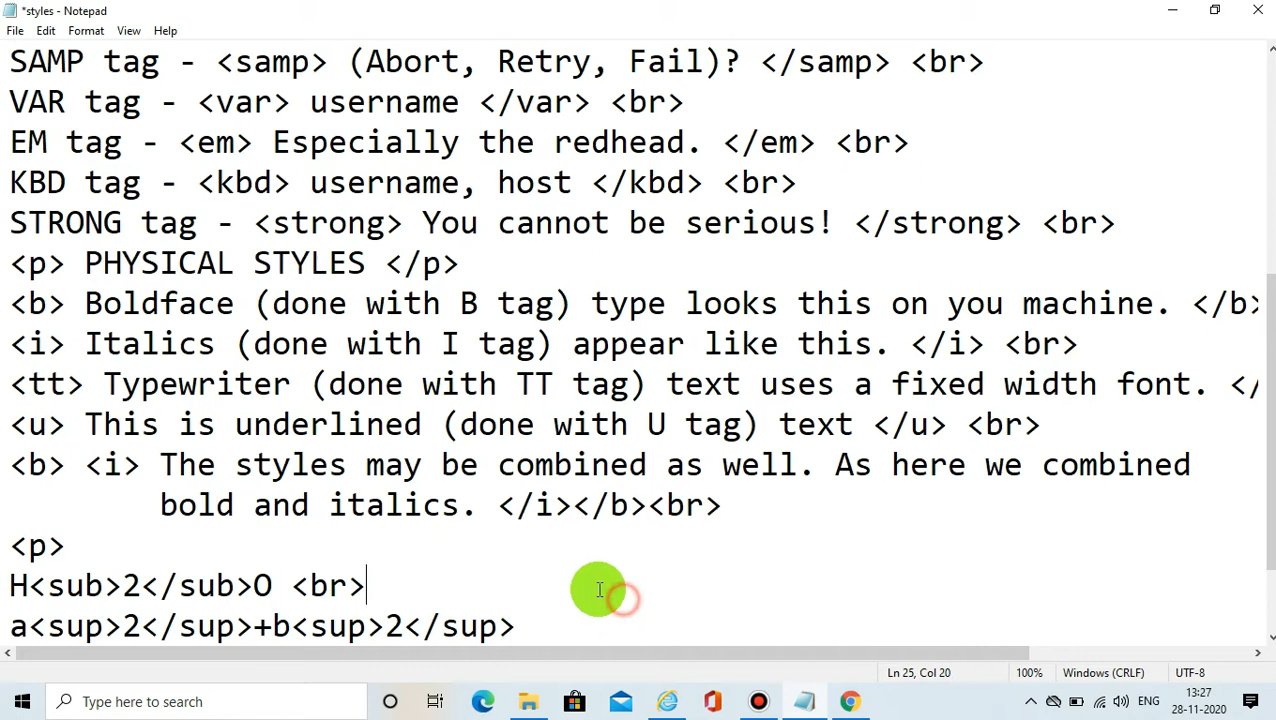 *styles - Notepad
File Edit Format View Help
SAMP tag - <samp> (Abort, Retry, Fail)? </samp> <br>
VAR tag - <var> username </var> <br>
EM tag - <em> Especially the redhead. </em> <br>
KBD tag - <kbd> username, host </kbd> <br>
STRONG tag - <strong> You cannot be serious! </strong> <br>
<p> PHYSICAL STYLES </p>
<b> Boldface (done with B tag) type looks this on you machine. </b>
<i> Italics (done with I tag) appear like this. </i> <br>
<tt> Typewriter (done with TT tag) text uses a fixed width font. </
<u> This is underlined (done with U tag) text </u> <br>
<b> <i> The styles may be combined as well. As here we combined
bold and italics. </i></b><br>
<p>
H<sub>2</sub>O <br>
a<sup>2</sup>+b<sup>2</sup>
Ln 25, Col 20 100% Windows (CRLF) UTF-8
Type here to search ENG 13:27
28-11-2020